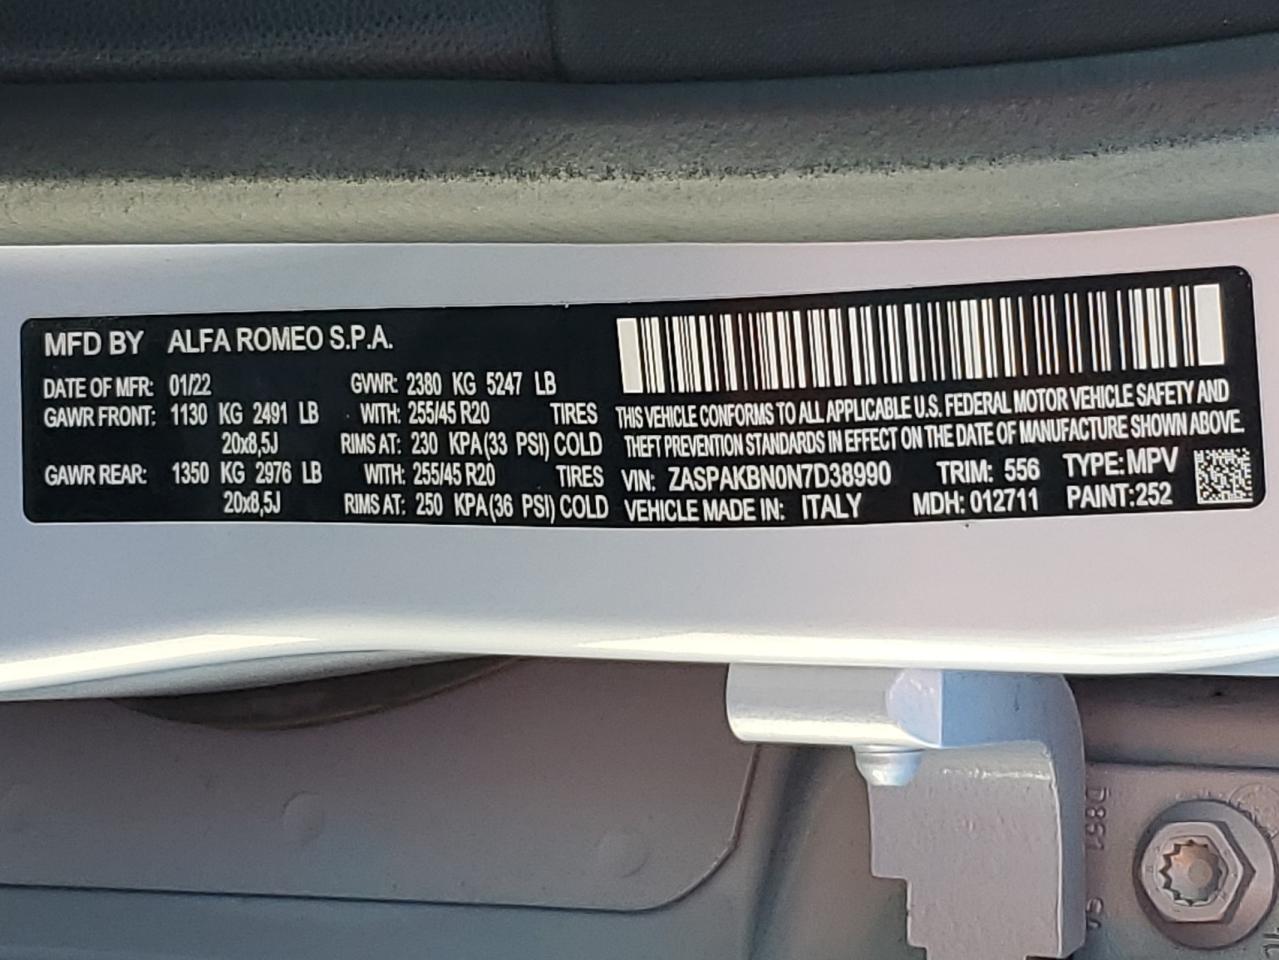 MFD BY ALFA ROMEO S.P.A.
DATE OF MFR: 01/22 GVWR: 2380 KG 5247 LB
GAWR FRONT: 1130 KG 2491 LB WITH: 255/45 R20 TIRES
20x8,5J RIMS AT: 230 KPA(33 PSI) COLD
GAWR REAR: 1350 KG 2976 LB WITH: 255/45 R20 TIRES
20x8,5J RIMS AT: 250 KPA(36 PSI) COLD
THIS VEHICLE CONFORMS TO ALL APPLICABLE U.S. FEDERAL MOTOR VEHICLE SAFETY AND
THEFT PREVENTION STANDARDS IN EFFECT ON THE DATE OF MANUFACTURE SHOWN ABOVE.
VIN: ZASPAKBN0N7D38990 TRIM: 556 TYPE: MPV
VEHICLE MADE IN: ITALY MDH: 012711 PAINT: 252
D851